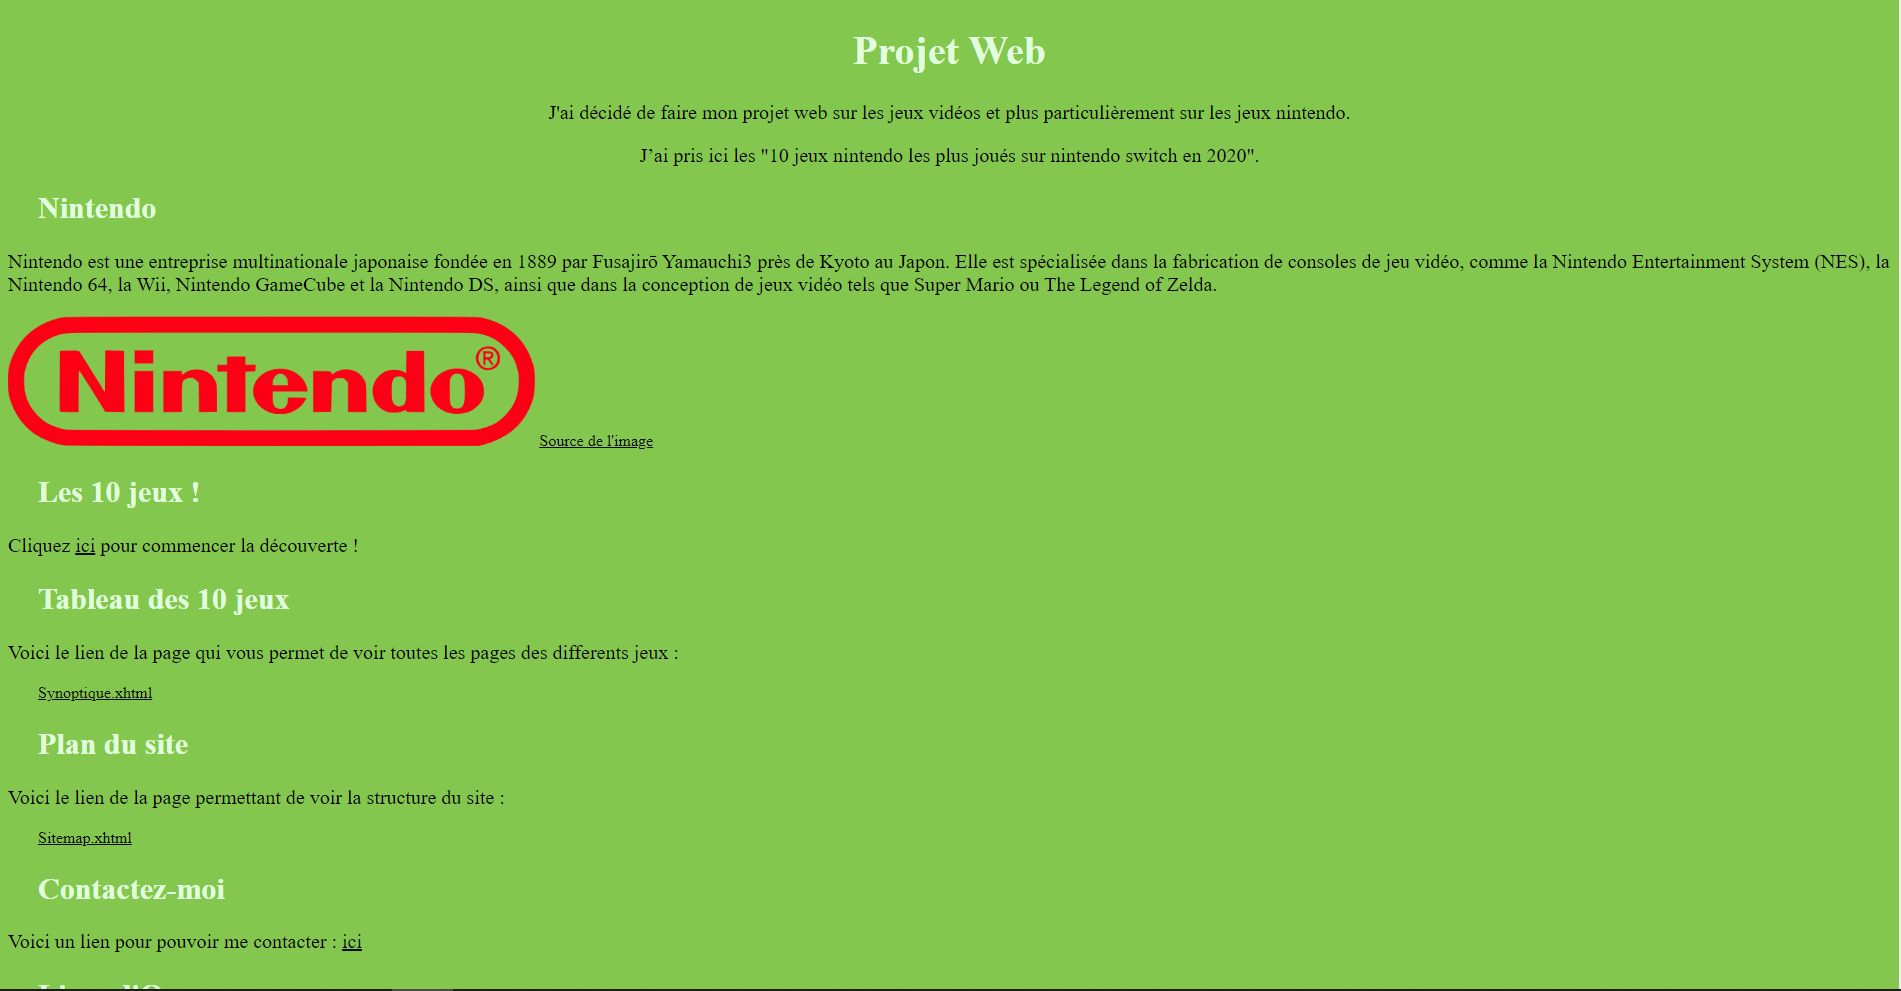 Projet Web
J'ai décidé de faire mon projet web sur les jeux vidéos et plus particulièrement sur les jeux nintendo.
J’ai pris ici les "10 jeux nintendo les plus joués sur nintendo switch en 2020".
Nintendo
Nintendo est une entreprise multinationale japonaise fondée en 1889 par Fusajirō Yamauchi3 près de Kyoto au Japon. Elle est spécialisée dans la fabrication de consoles de jeu vidéo, comme la Nintendo Entertainment System (NES), la
Nintendo 64, la Wii, Nintendo GameCube et la Nintendo DS, ainsi que dans la conception de jeux vidéo tels que Super Mario ou The Legend of Zelda.
Nintendo®
Source de l'image
Les 10 jeux !
Cliquez ici pour commencer la découverte !
Tableau des 10 jeux
Voici le lien de la page qui vous permet de voir toutes les pages des differents jeux :
Synoptique.xhtml
Plan du site
Voici le lien de la page permettant de voir la structure du site :
Sitemap.xhtml
Contactez-moi
Voici un lien pour pouvoir me contacter : ici